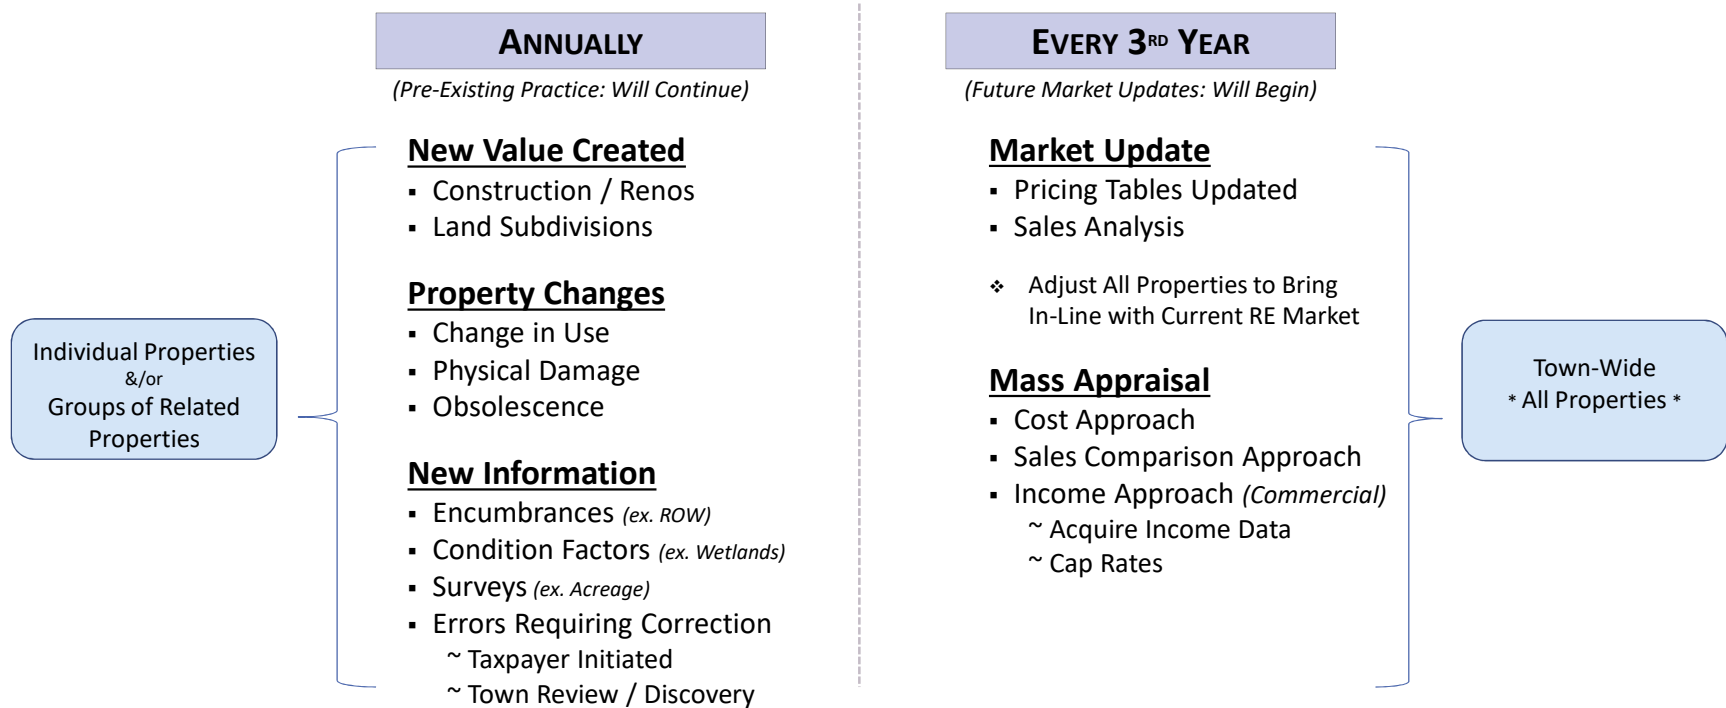 ANNUALLY
(Pre-Existing Practice: Will Continue)
New Value Created
▪ Construction / Renos
▪ Land Subdivisions
Property Changes
▪ Change in Use
▪ Physical Damage
▪ Obsolescence
New Information
▪ Encumbrances (ex. ROW)
▪ Condition Factors (ex. Wetlands)
▪ Surveys (ex. Acreage)
▪ Errors Requiring Correction
~ Taxpayer Initiated
~ Town Review / Discovery
Individual Properties
&/or
Groups of Related
Properties
EVERY 3RD YEAR
(Future Market Updates: Will Begin)
Market Update
▪ Pricing Tables Updated
▪ Sales Analysis
❖ Adjust All Properties to Bring
In-Line with Current RE Market
Mass Appraisal
▪ Cost Approach
▪ Sales Comparison Approach
▪ Income Approach (Commercial)
~ Acquire Income Data
~ Cap Rates
Town-Wide
* All Properties *